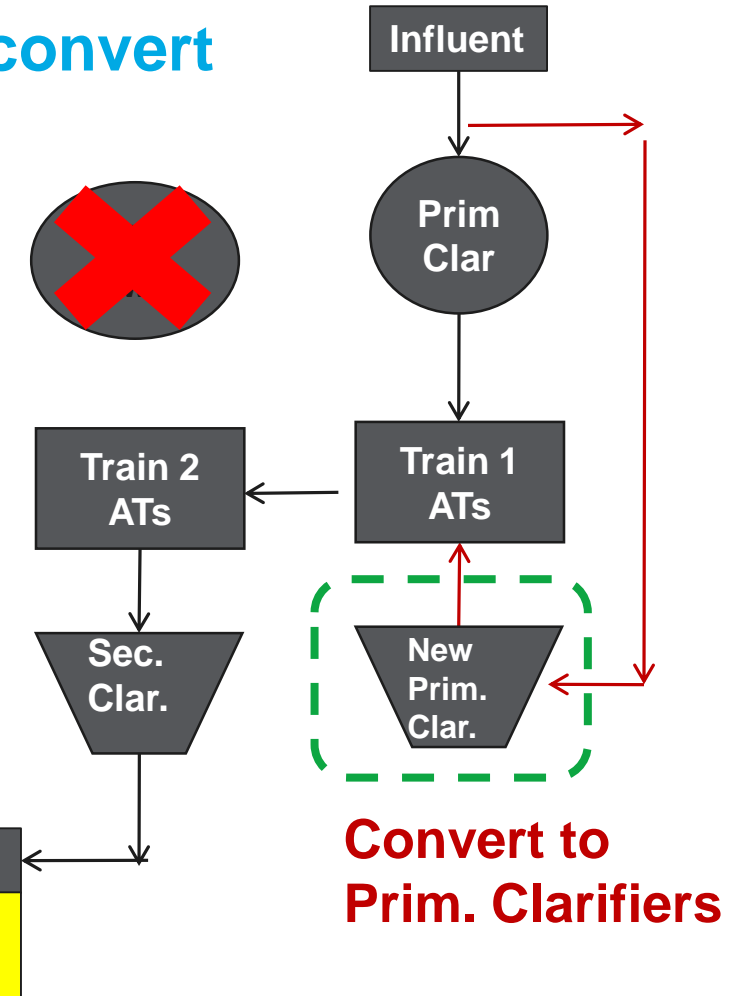 convert
Influent
Prim
Clar
Train 2
ATs
Train 1
ATs
Sec.
Clar.
New
Prim.
Clar.
Convert to
Prim. Clarifiers